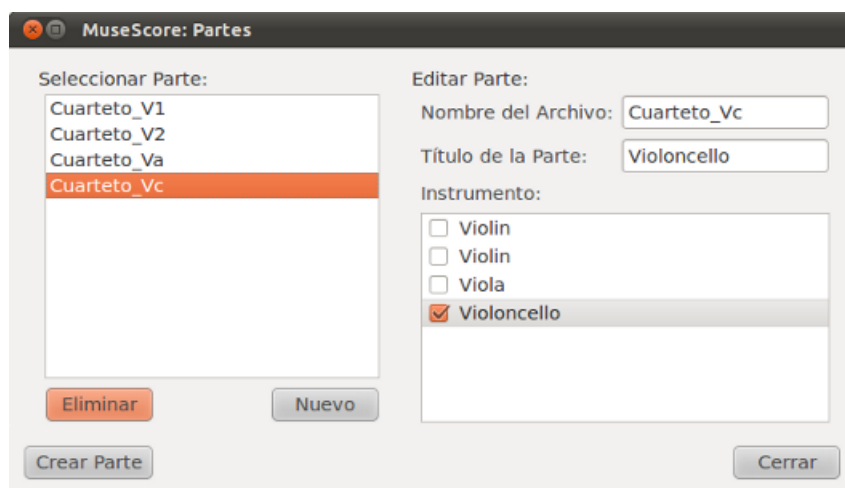 MuseScore: Partes
Seleccionar Parte:
Cuarteto_V1
Cuarteto_V2
Cuarteto_Va
Cuarteto_Vc
Eliminar
Nuevo
Crear Parte
Editar Parte:
Nombre del Archivo: Cuarteto_Vc
Título de la Parte: Violoncello
Instrumento:
Violin
Violin
Viola
Violoncello
Cerrar